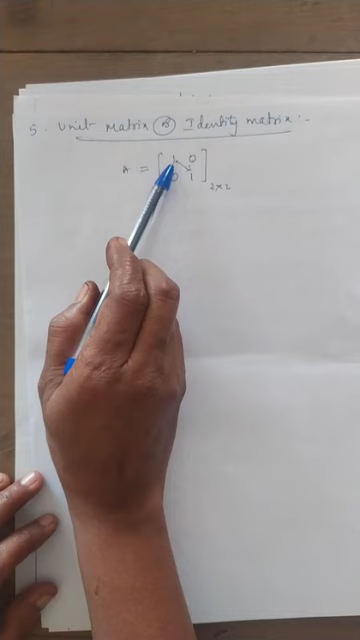 5. Unit Matrix (or) Identity matrix :-
A = [ 1 0
0 1 ] 2×2